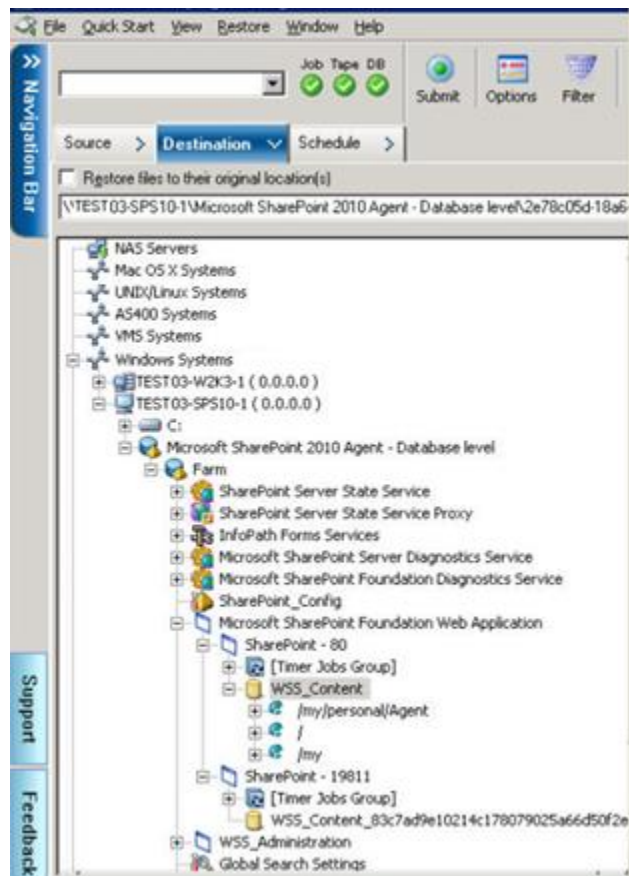 File Quick Start View Restore Window Help
>> Navigation Bar
Job Tape DB
Submit Options Filter
Source > Destination Schedule >
Restore files to their original location(s)
\\TEST03-SPS10-1\Microsoft SharePoint 2010 Agent - Database level\2e78c05d-18a6
NAS Servers
Mac OS X Systems
UNIX/Linux Systems
AS400 Systems
VMS Systems
Windows Systems
TEST03-W2K3-1 ( 0.0.0.0 )
TEST03-SPS10-1 ( 0.0.0.0 )
C:
Microsoft SharePoint 2010 Agent - Database level
Farm
SharePoint Server State Service
SharePoint Server State Service Proxy
InfoPath Forms Services
Microsoft SharePoint Server Diagnostics Service
Microsoft SharePoint Foundation Diagnostics Service
SharePoint_Config
Microsoft SharePoint Foundation Web Application
SharePoint - 80
[Timer Jobs Group]
WSS_Content
/my/personal/Agent
/
/my
SharePoint - 19811
[Timer Jobs Group]
WSS_Content_83c7ad9e10214c178079025a66d50f2e
WSS_Administration
Global Search Settings
Support
Feedback